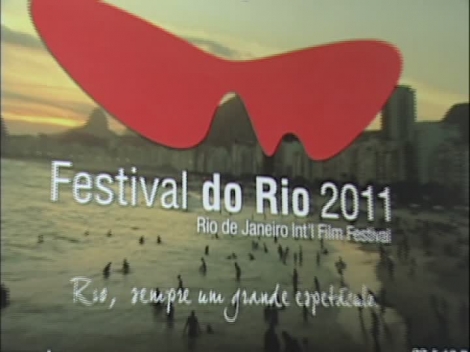 Festival do Rio 2011
Rio de Janeiro Int'l Film Festival
Rio, sempre um grande espetáculo.